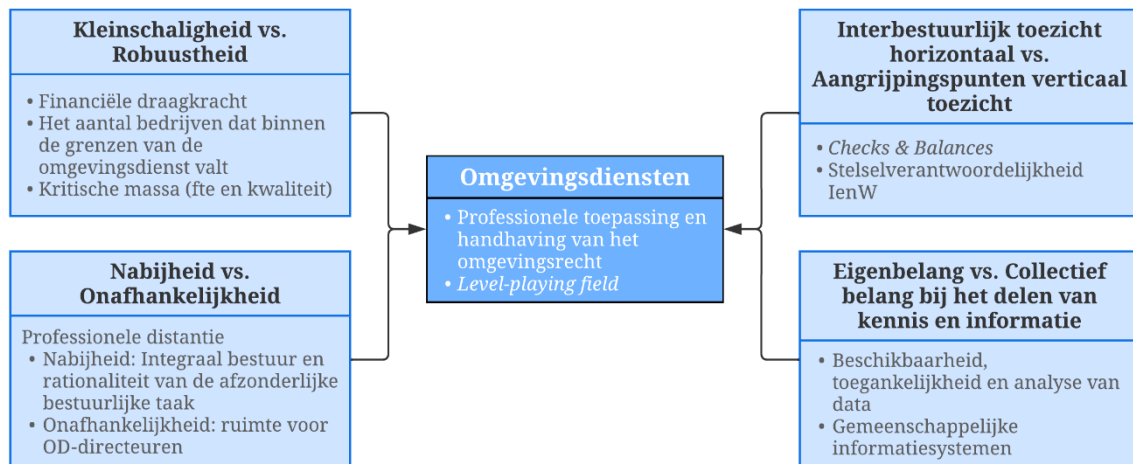 Kleinschaligheid vs.
Robuustheid
• Financiële draagkracht
• Het aantal bedrijven dat binnen
de grenzen van de
omgevingsdienst valt
• Kritische massa (fte en kwaliteit)
Nabijheid vs.
Onafhankelijkheid
Professionele distantie
• Nabijheid: Integraal bestuur en
rationaliteit van de afzonderlijke
bestuurlijke taak
• Onafhankelijkheid: ruimte voor
OD-directeuren
Omgevingsdiensten
• Professionele toepassing en
handhaving van het
omgevingsrecht
• Level-playing field
Interbestuurlijk toezicht
horizontaal vs.
Aangrijpingspunten verticaal
toezicht
• Checks & Balances
• Stelselverantwoordelijkheid
IenW
Eigenbelang vs. Collectief
belang bij het delen van
kennis en informatie
• Beschikbaarheid,
toegankelijkheid en analyse van
data
• Gemeenschappelijke
informatiesystemen